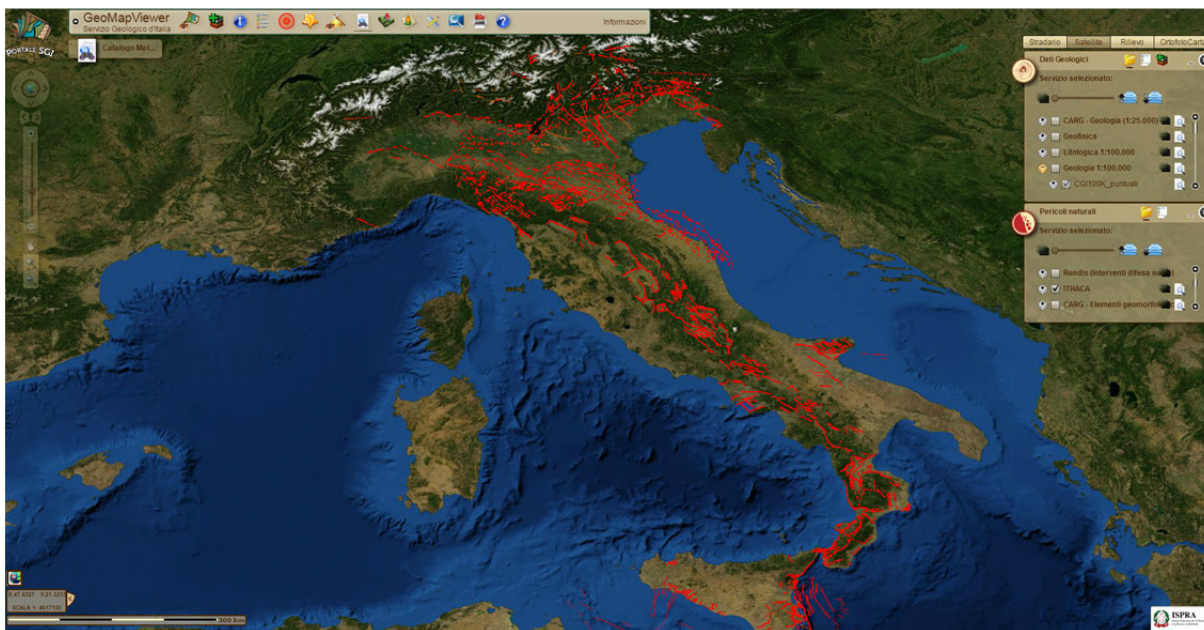 GeoMapViewer
Servizio Geologico d'Italia
Informazioni
PORTALE SGI
Catalogo Met...
Stradario
Satellite
Rilievo
OrtofotoCarta
Dati Geologici
Servizio selezionato:
CARG - Geologia (1:25.000)
Geofisica
Litologica 1:100.000
Geologia 1:100.000
CGI100K_puntuali
Pericoli naturali
Servizio selezionato:
Rendis (Interventi difesa
ITHACA
CARG - Elementi
300 km
ISPRA